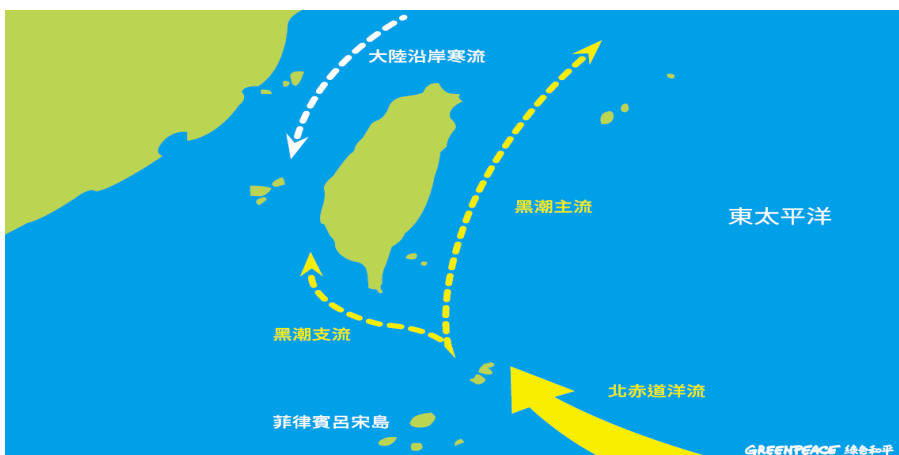 大陸沿岸寒流
黑潮主流
東太平洋
黑潮支流
北赤道洋流
菲律賓呂宋島
GREENPEACE 綠色和平